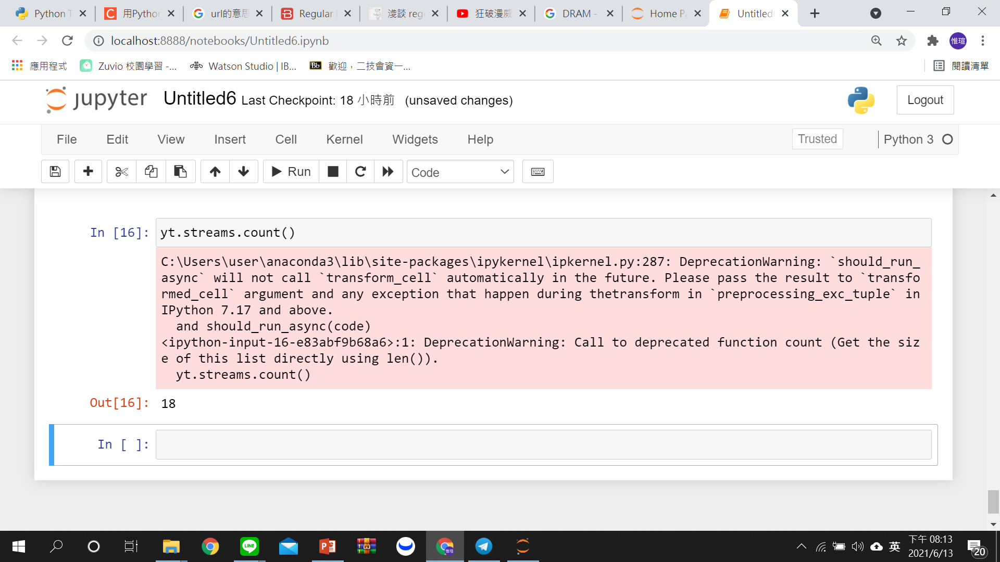 Python T
用Python
url的意思
Regular
淺談 reg
狂破漫威
DRAM -
Home Pa
Untitled
localhost:8888/notebooks/Untitled6.ipynb
惟瑄
應用程式
Zuvio 校園學習 -...
Watson Studio | IB...
Bb
歡迎，二技會資一...
閱讀清單
jupyter
Untitled6 Last Checkpoint: 18 小時前 (unsaved changes)
Logout
File Edit View Insert Cell Kernel Widgets Help
Trusted
Python 3
Run
Code
In [16]: yt.streams.count()
C:\Users\user\anaconda3\lib\site-packages\ipykernel\ipkernel.py:287: DeprecationWarning: `should_run_
async` will not call `transform_cell` automatically in the future. Please pass the result to `transfo
rmed_cell` argument and any exception that happen during thetransform in `preprocessing_exc_tuple` in
IPython 7.17 and above.
and should_run_async(code)
<ipython-input-16-e83abf9b68a6>:1: DeprecationWarning: Call to deprecated function count (Get the siz
e of this list directly using len()).
yt.streams.count()
Out[16]: 18
In [ ]:
LINE
英
下午 08:13
2021/6/13
20